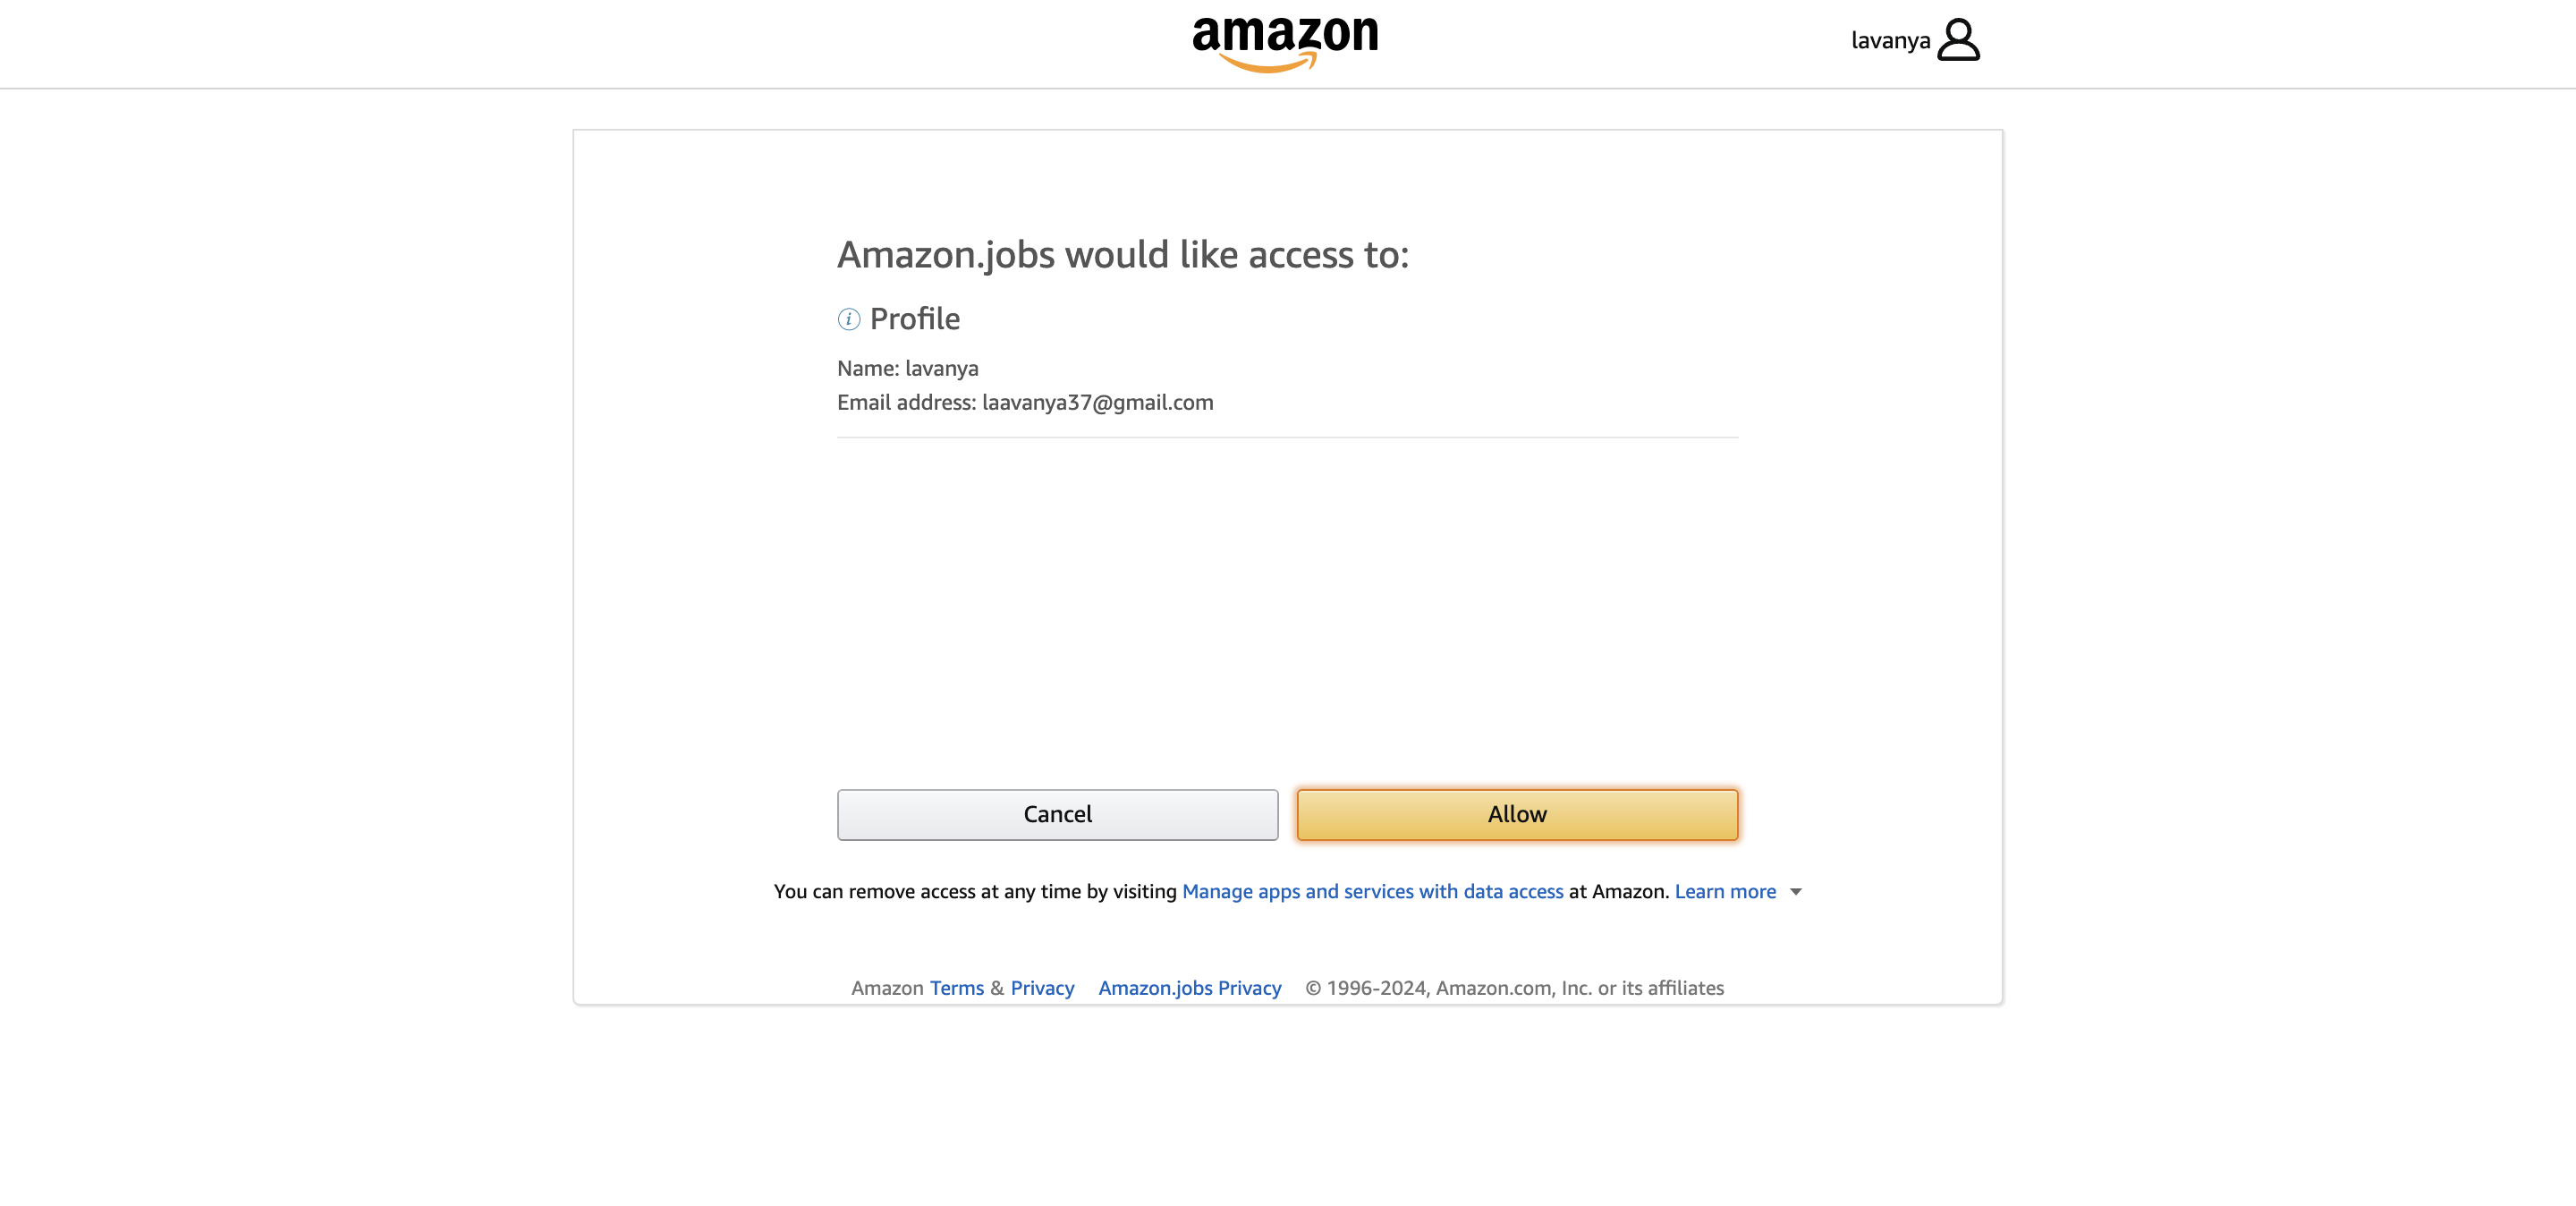 amazon
lavanya
Amazon.jobs would like access to:
Profile
Name: lavanya
Email address: laavanya37@gmail.com
Cancel
Allow
You can remove access at any time by visiting Manage apps and services with data access at Amazon. Learn more
Amazon Terms & Privacy Amazon.jobs Privacy © 1996-2024, Amazon.com, Inc. or its affiliates